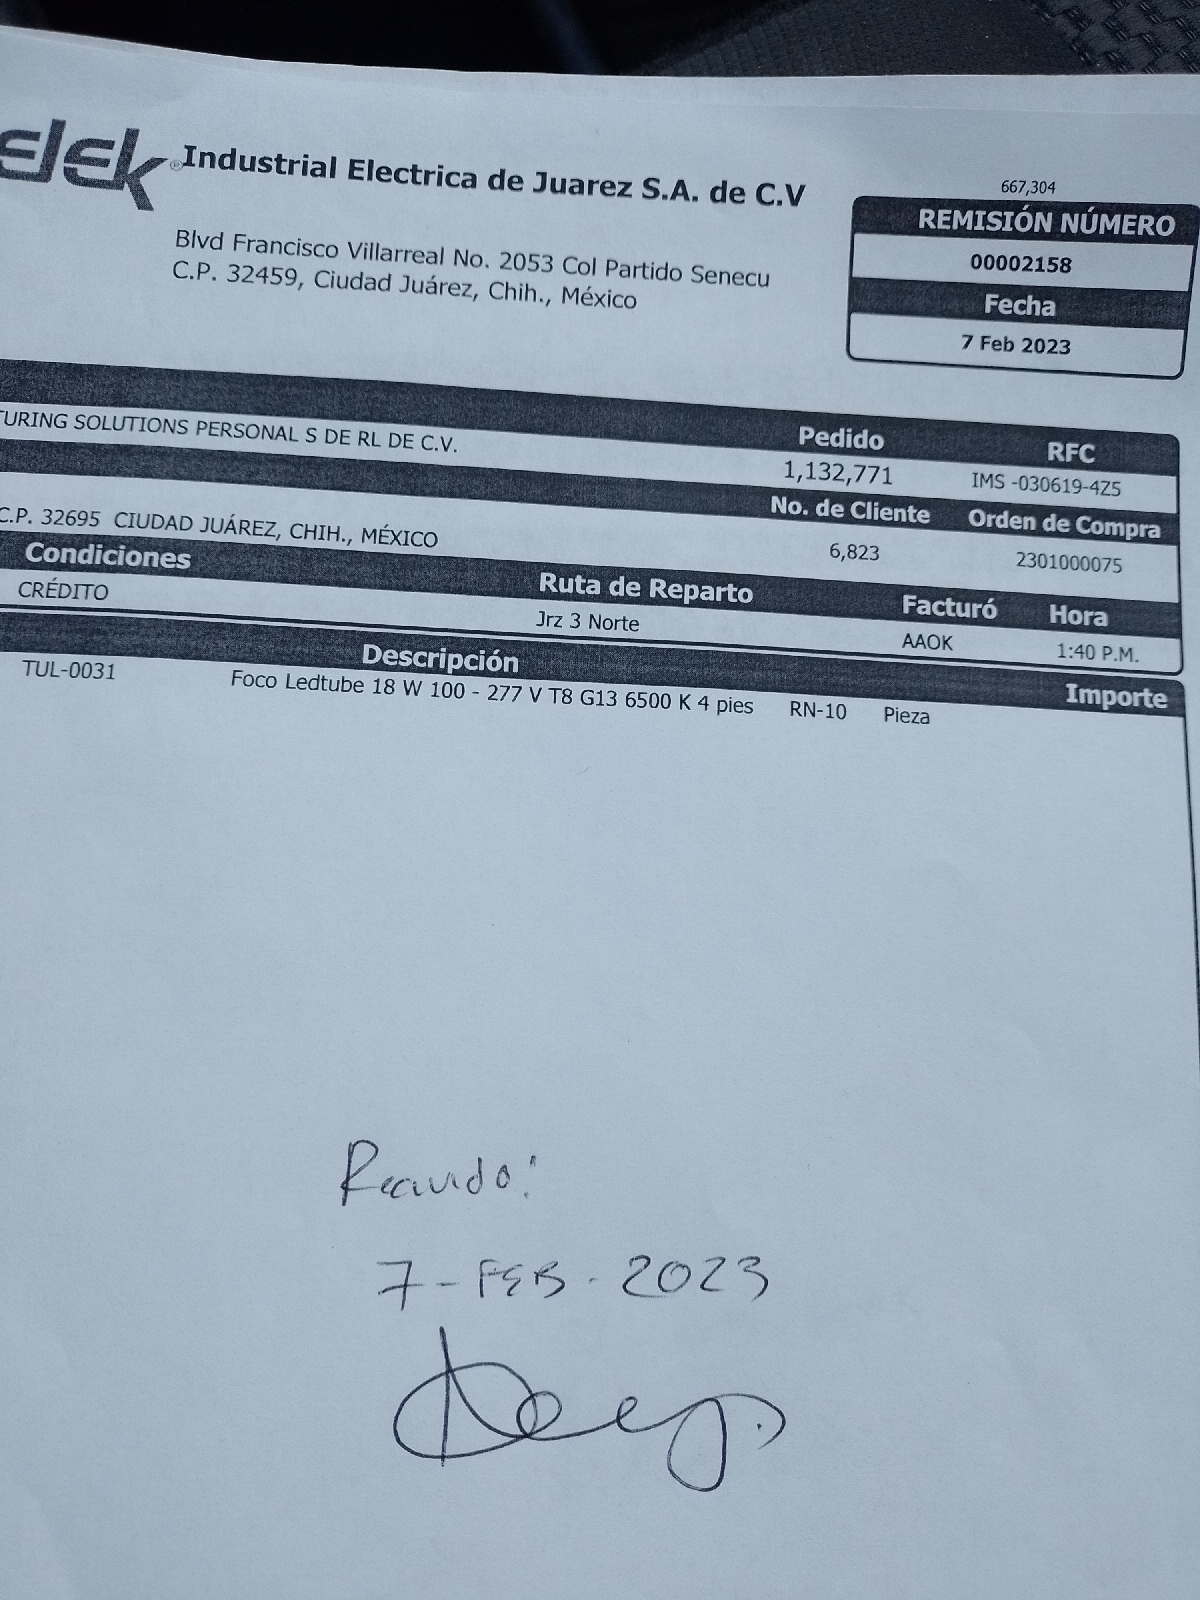 elek® Industrial Electrica de Juarez S.A. de C.V
Blvd Francisco Villarreal No. 2053 Col Partido Senecu
C.P. 32459, Ciudad Juárez, Chih., México
667,304
REMISIÓN NÚMERO
00002158
Fecha
7 Feb 2023
TURING SOLUTIONS PERSONAL S DE RL DE C.V.
Pedido RFC
1,132,771 IMS -030619-4Z5
No. de Cliente Orden de Compra
C.P. 32695 CIUDAD JUÁREZ, CHIH., MÉXICO 6,823 2301000075
Condiciones Ruta de Reparto Facturó Hora
CRÉDITO Jrz 3 Norte AAOK 1:40 P.M.
Descripción Importe
TUL-0031 Foco Ledtube 18 W 100 - 277 V T8 G13 6500 K 4 pies RN-10 Pieza
Recivido:
7-FEB-2023